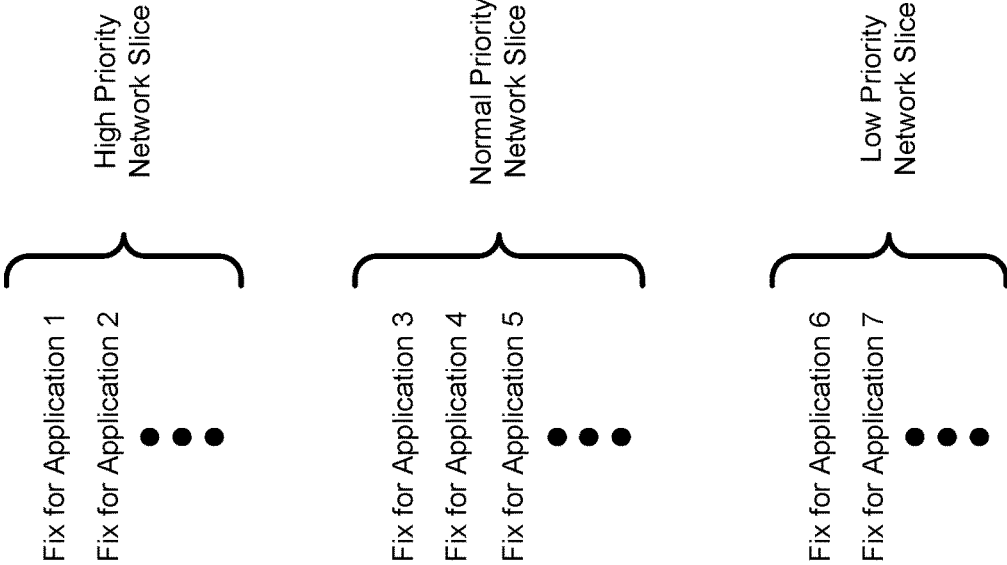 Fix for Application 1
Fix for Application 2
High Priority
Network Slice
Fix for Application 3
Fix for Application 4
Fix for Application 5
Normal Priority
Network Slice
Fix for Application 6
Fix for Application 7
Low Priority
Network Slice